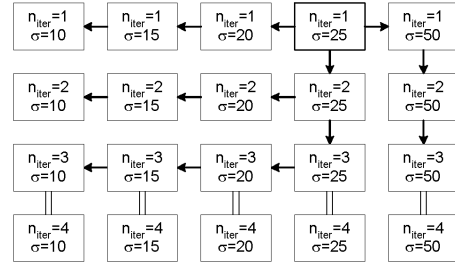 n_iter=1 n_iter=1 n_iter=1 n_iter=1 n_iter=1
σ=10 σ=15 σ=20 σ=25 σ=50
n_iter=2 n_iter=2 n_iter=2 n_iter=2 n_iter=2
σ=10 σ=15 σ=20 σ=25 σ=50
n_iter=3 n_iter=3 n_iter=3 n_iter=3 n_iter=3
σ=10 σ=15 σ=20 σ=25 σ=50
n_iter=4 n_iter=4 n_iter=4 n_iter=4 n_iter=4
σ=10 σ=15 σ=20 σ=25 σ=50